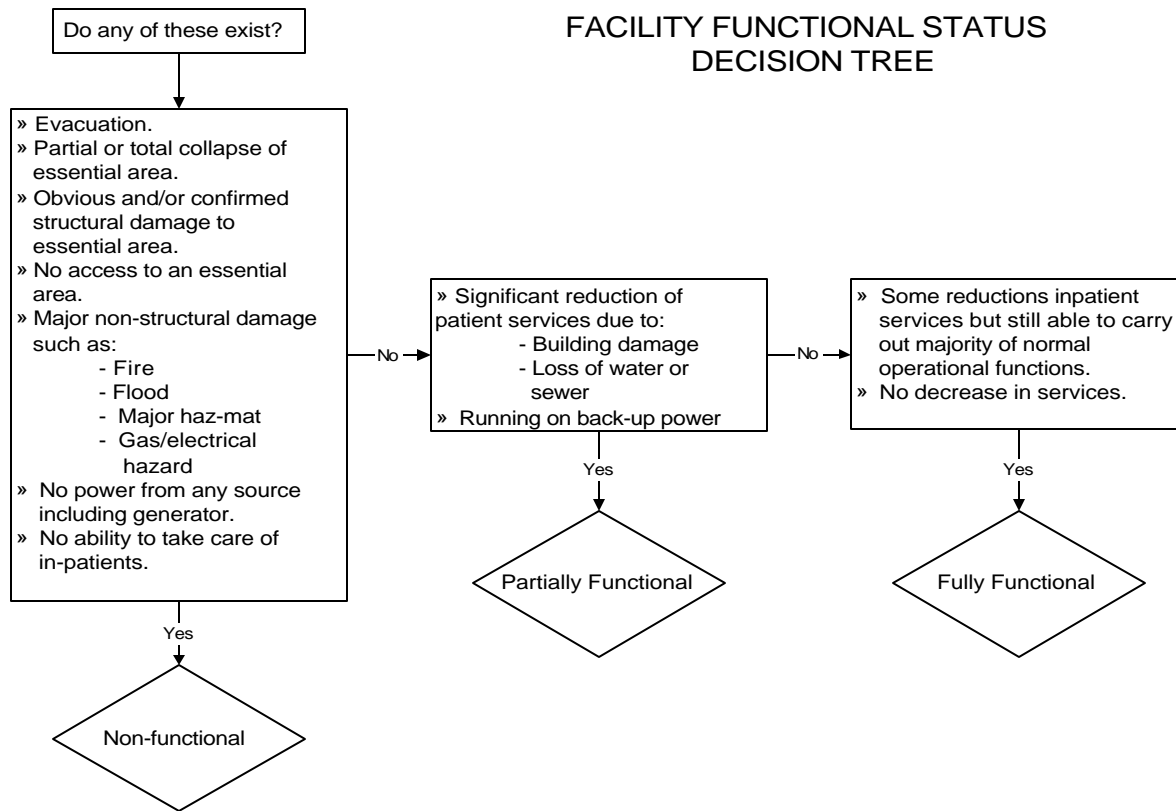 FACILITY FUNCTIONAL STATUS
DECISION TREE
Do any of these exist?
» Evacuation.
» Partial or total collapse of
essential area.
» Obvious and/or confirmed
structural damage to
essential area.
» No access to an essential
area.
» Major non-structural damage
such as:
- Fire
- Flood
- Major haz-mat
- Gas/electrical
hazard
» No power from any source
including generator.
» No ability to take care of
in-patients.
No
» Significant reduction of
patient services due to:
- Building damage
- Loss of water or
sewer
» Running on back-up power
No
» Some reductions inpatient
services but still able to carry
out majority of normal
operational functions.
» No decrease in services.
Yes
Non-functional
Yes
Partially Functional
Yes
Fully Functional